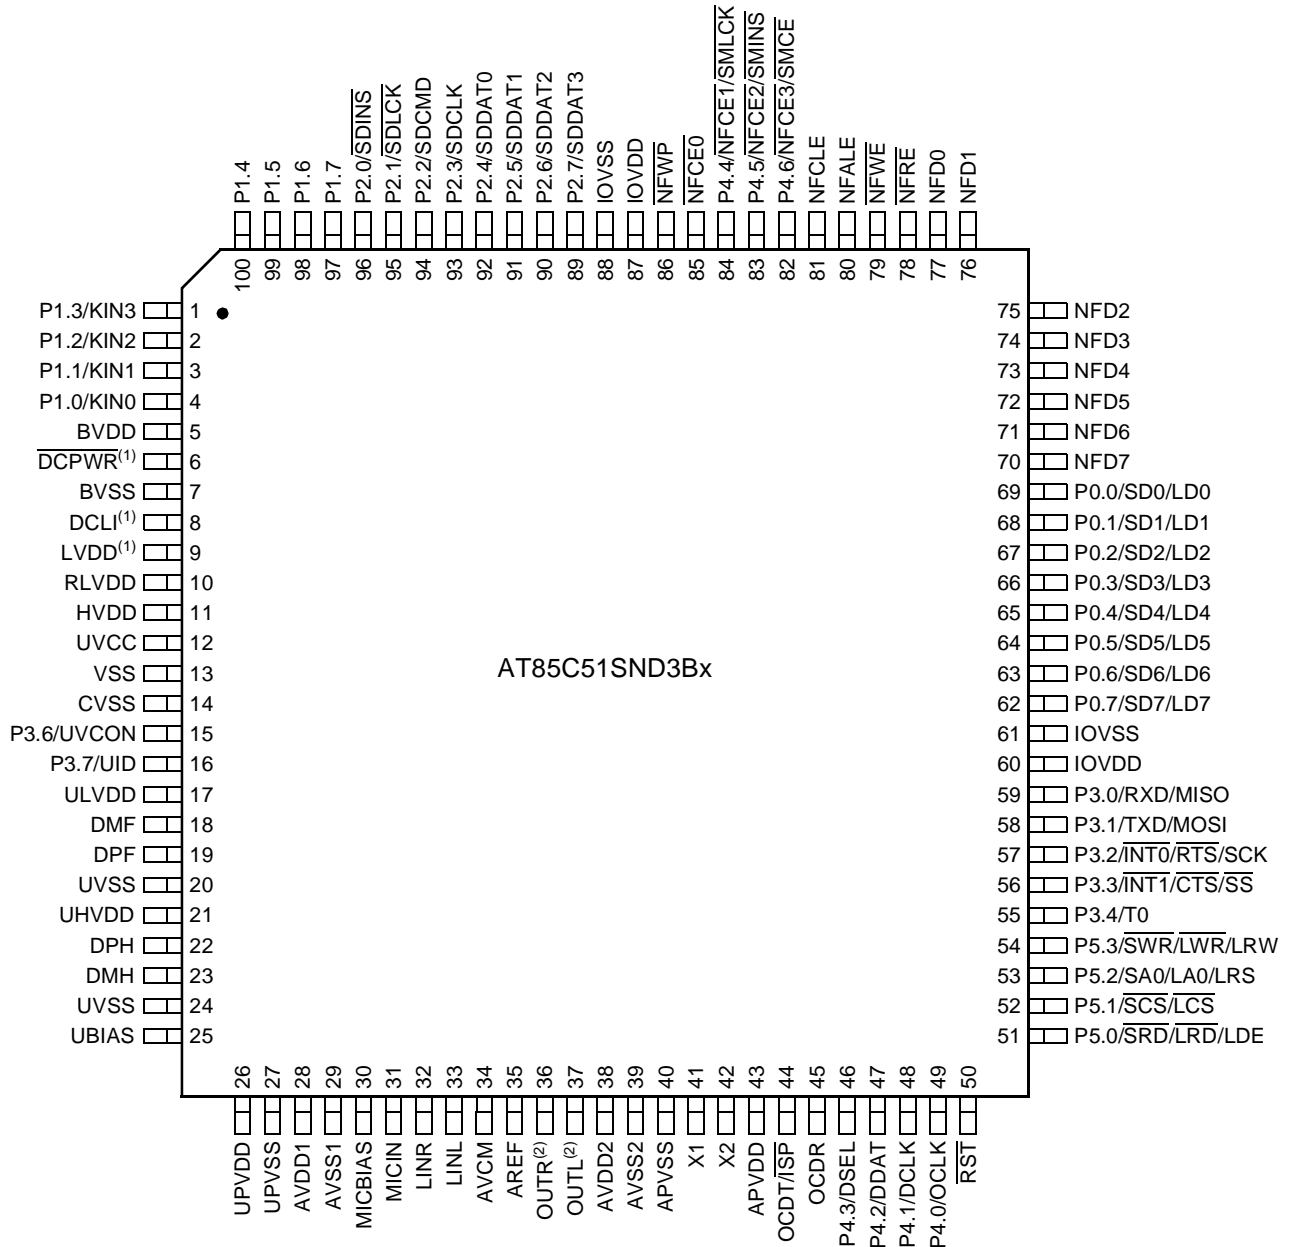 P1.4
P1.5
P1.6
P1.7
P2.0/SDINS
P2.1/SDLCK
P2.2/SDCMD
P2.3/SDCLK
P2.4/SDDAT0
P2.5/SDDAT1
P2.6/SDDAT2
P2.7/SDDAT3
IOVSS
IOVDD
NFWP
NFCE0
P4.4/NFCE1/SMLCK
P4.5/NFCE2/SMINS
P4.6/NFCE3/SMCE
NFCLE
NFALE
NFWE
NFRE
NFD0
NFD1
100
99
98
97
96
95
94
93
92
91
90
89
88
87
86
85
84
83
82
81
80
79
78
77
76
P1.3/KIN3 1
P1.2/KIN2 2
P1.1/KIN1 3
P1.0/KIN0 4
BVDD 5
DCPWR(1) 6
BVSS 7
DCLI(1) 8
LVDD(1) 9
RLVDD 10
HVDD 11
UVCC 12
VSS 13
CVSS 14
P3.6/UVCON 15
P3.7/UID 16
ULVDD 17
DMF 18
DPF 19
UVSS 20
UHVDD 21
DPH 22
DMH 23
UVSS 24
UBIAS 25
AT85C51SND3Bx
75 NFD2
74 NFD3
73 NFD4
72 NFD5
71 NFD6
70 NFD7
69 P0.0/SD0/LD0
68 P0.1/SD1/LD1
67 P0.2/SD2/LD2
66 P0.3/SD3/LD3
65 P0.4/SD4/LD4
64 P0.5/SD5/LD5
63 P0.6/SD6/LD6
62 P0.7/SD7/LD7
61 IOVSS
60 IOVDD
59 P3.0/RXD/MISO
58 P3.1/TXD/MOSI
57 P3.2/INT0/RTS/SCK
56 P3.3/INT1/CTS/SS
55 P3.4/T0
54 P5.3/SWR/LWR/LRW
53 P5.2/SA0/LA0/LRS
52 P5.1/SCS/LCS
51 P5.0/SRD/LRD/LDE
26
27
28
29
30
31
32
33
34
35
36
37
38
39
40
41
42
43
44
45
46
47
48
49
50
UPVDD
UPVSS
AVDD1
AVSS1
MICBIAS
MICIN
LINR
LINL
AVCM
AREF
OUTR(2)
OUTL(2)
AVDD2
AVSS2
APVSS
X1
X2
APVDD
OCDT/ISP
OCDR
P4.3/DSEL
P4.2/DDAT
P4.1/DCLK
P4.0/OCLK
RST